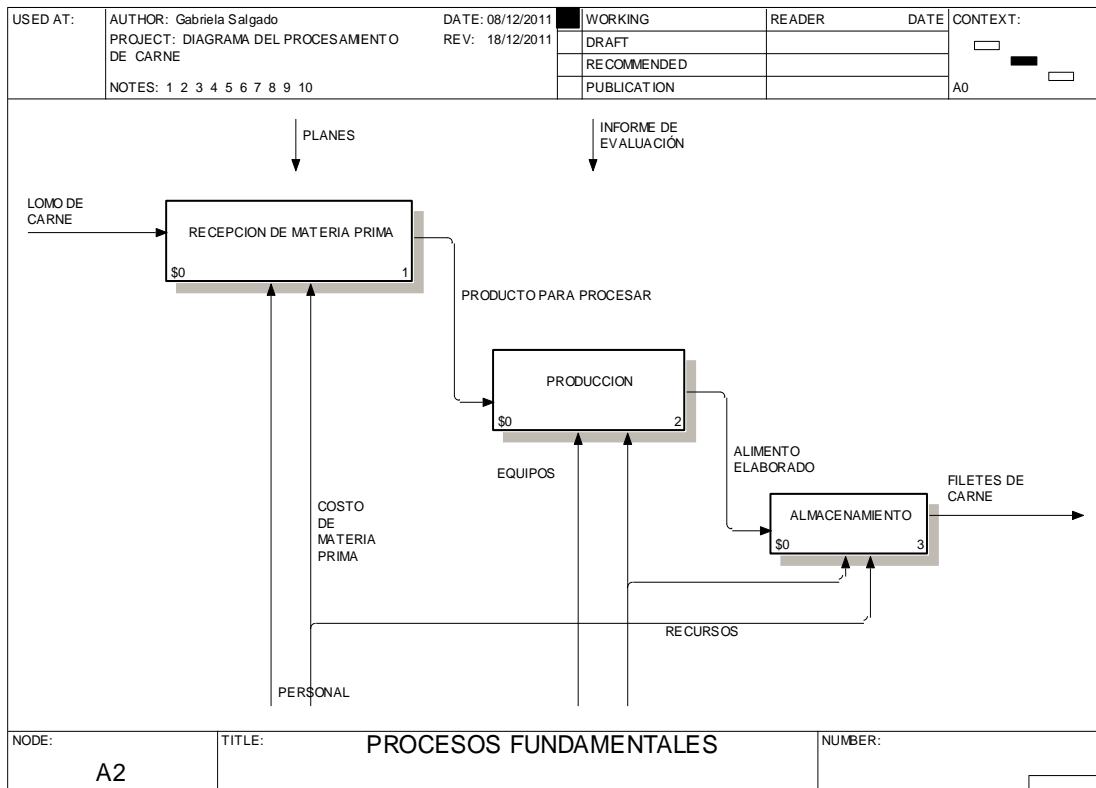 USED AT:
AUTHOR: Gabriela Salgado
DATE: 08/12/2011
PROJECT: DIAGRAMA DEL PROCESAMIENTO
DE CARNE
REV: 18/12/2011
NOTES: 1 2 3 4 5 6 7 8 9 10
WORKING
DRAFT
RECOMMENDED
PUBLICATION
READER
DATE
CONTEXT:
A0
PLANES
INFORME DE
EVALUACIÓN
LOMO DE
CARNE
RECEPCION DE MATERIA PRIMA
$0
1
PRODUCTO PARA PROCESAR
PRODUCCION
$0
2
EQUIPOS
ALIMENTO
ELABORADO
FILETES DE
CARNE
COSTO
DE
MATERIA
PRIMA
ALMACENAMIENTO
$0
3
RECURSOS
PERSONAL
NODE:
A2
TITLE:
PROCESOS FUNDAMENTALES
NUMBER: